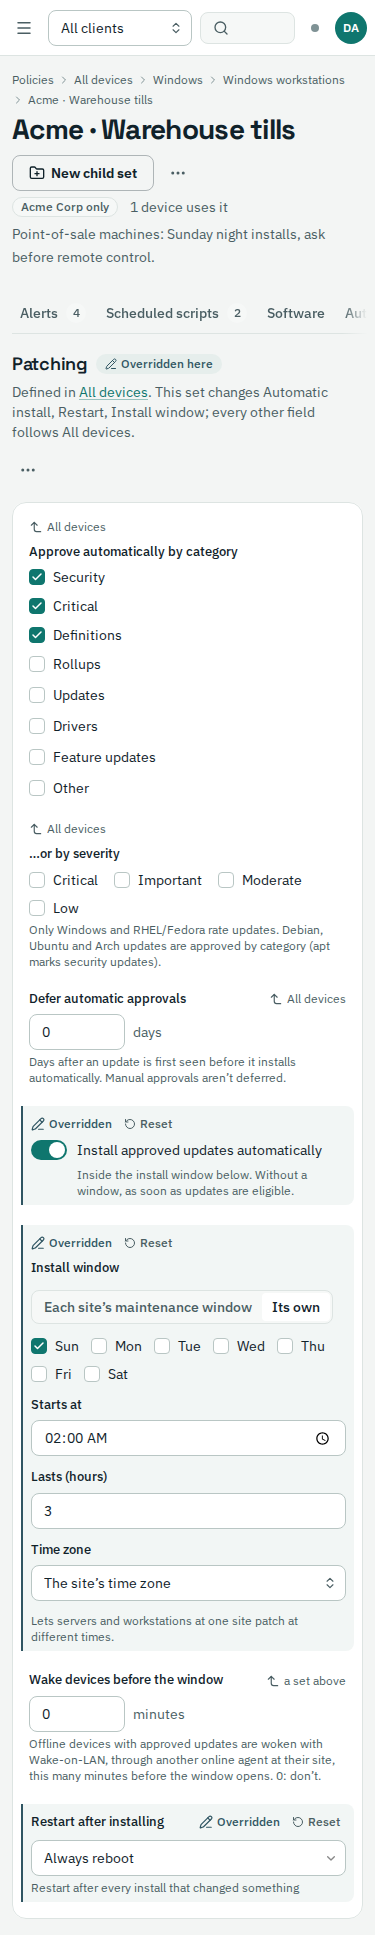 All clients
DA
Policies > All devices > Windows > Windows workstations
> Acme · Warehouse tills
Acme · Warehouse tills
New child set
Acme Corp only 1 device uses it
Point-of-sale machines: Sunday night installs, ask
before remote control.
Alerts 4 Scheduled scripts 2 Software
Patching Overridden here
Defined in All devices. This set changes Automatic
install, Restart, Install window; every other field
follows All devices.
All devices
Approve automatically by category
Security
Critical
Definitions
Rollups
Updates
Drivers
Feature updates
Other
All devices
...or by severity
Critical Important Moderate
Low
Only Windows and RHEL/Fedora rate updates. Debian,
Ubuntu and Arch updates are approved by category (apt
marks security updates).
Defer automatic approvals All devices
0 days
Days after an update is first seen before it installs
automatically. Manual approvals aren't deferred.
Overridden Reset
Install approved updates automatically
Inside the install window below. Without a
window, as soon as updates are eligible.
Overridden Reset
Install window
Each site's maintenance window Its own
Sun Mon Tue Wed Thu
Fri Sat
Starts at
02:00 AM
Lasts (hours)
3
Time zone
The site's time zone
Lets servers and workstations at one site patch at
different times.
Wake devices before the window a set above
0 minutes
Offline devices with approved updates are woken with
Wake-on-LAN, through another online agent at their site,
this many minutes before the window opens. 0: don't.
Restart after installing Overridden Reset
Always reboot
Restart after every install that changed something